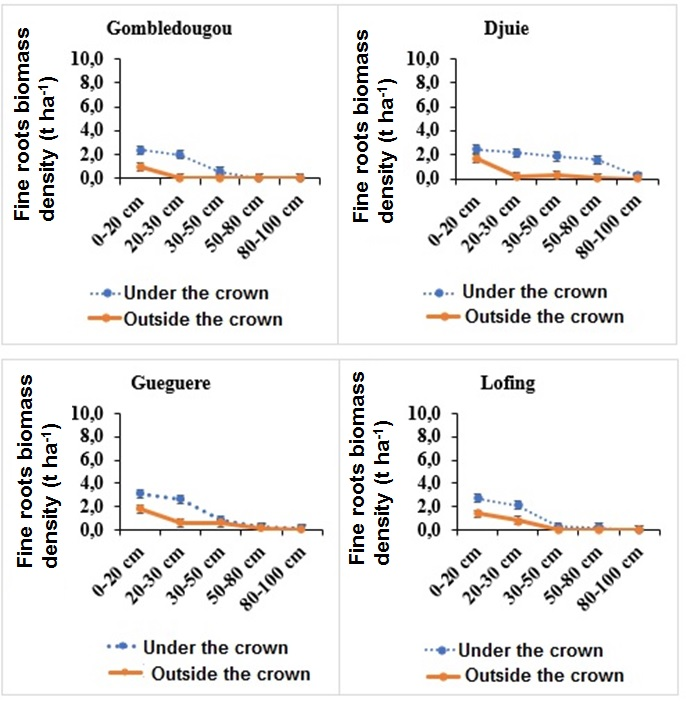 Gombledougou
Fine roots biomass
density (t ha-1)
10,0
8,0
6,0
4,0
2,0
0,0
0-20 cm
20-30 cm
30-50 cm
50-80 cm
80-100 cm
Under the crown
Outside the crown
Djuie
Fine roots biomass
density (t ha-1)
10,0
8,0
6,0
4,0
2,0
0,0
0-20 cm
20-30 cm
30-50 cm
50-80 cm
80-100 cm
Under the crown
Outside the crown
Gueguere
Fine roots biomass
density (t ha-1)
10,0
8,0
6,0
4,0
2,0
0,0
0-20 cm
20-30 cm
30-50 cm
50-80 cm
80-100 cm
Under the crown
Outside the crown
Lofing
Fine roots biomass
density (t ha-1)
10,0
8,0
6,0
4,0
2,0
0,0
0-20 cm
20-30 cm
30-50 cm
50-80 cm
80-100 cm
Under the crown
Outside the crown